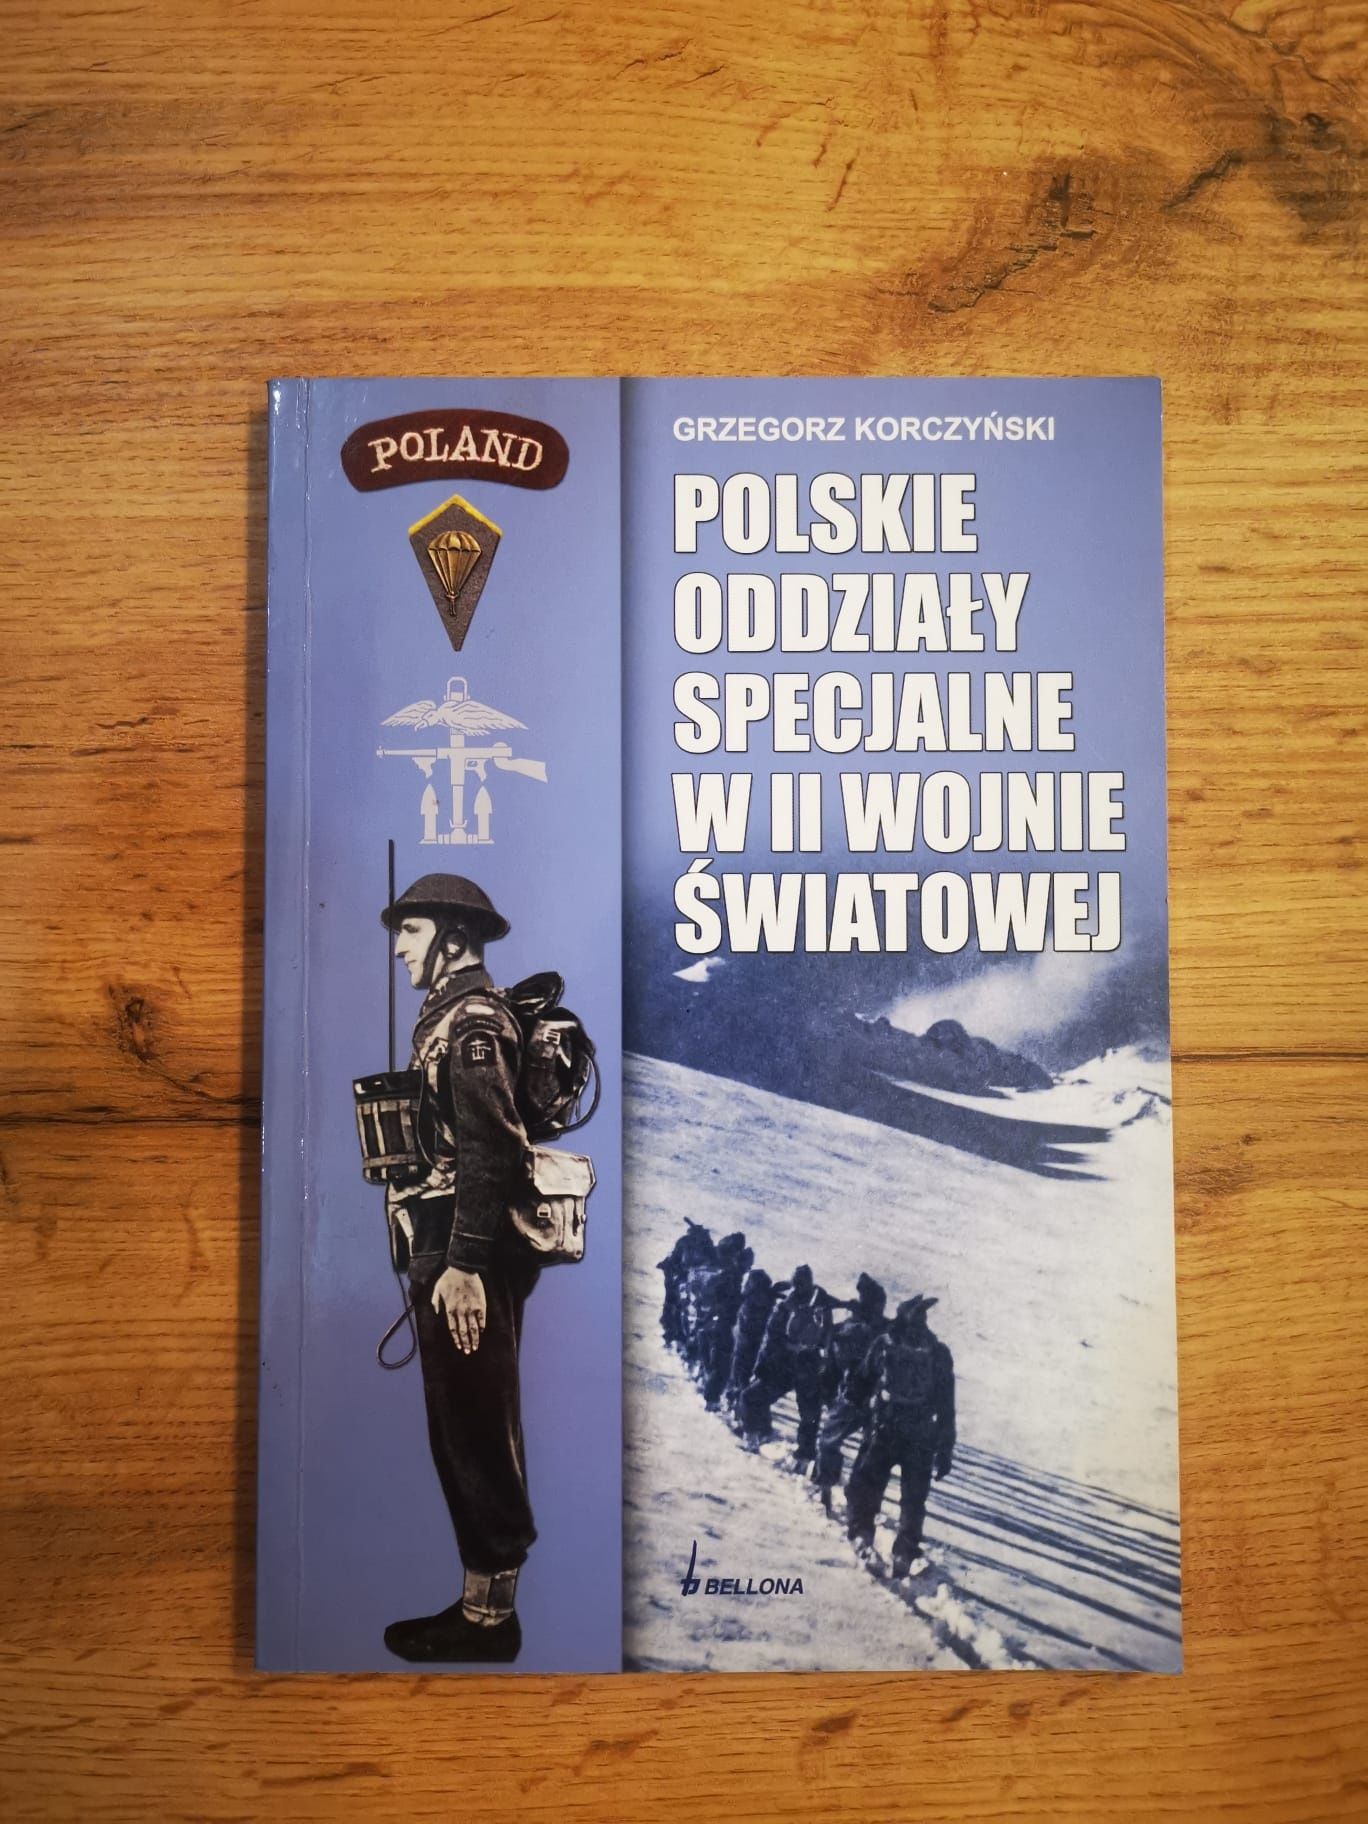 POLAND
GRZEGORZ KORCZYŃSKI
POLSKIE
ODDZIAŁY
SPECJALNE
W II WOJNIE
ŚWIATOWEJ
BELLONA